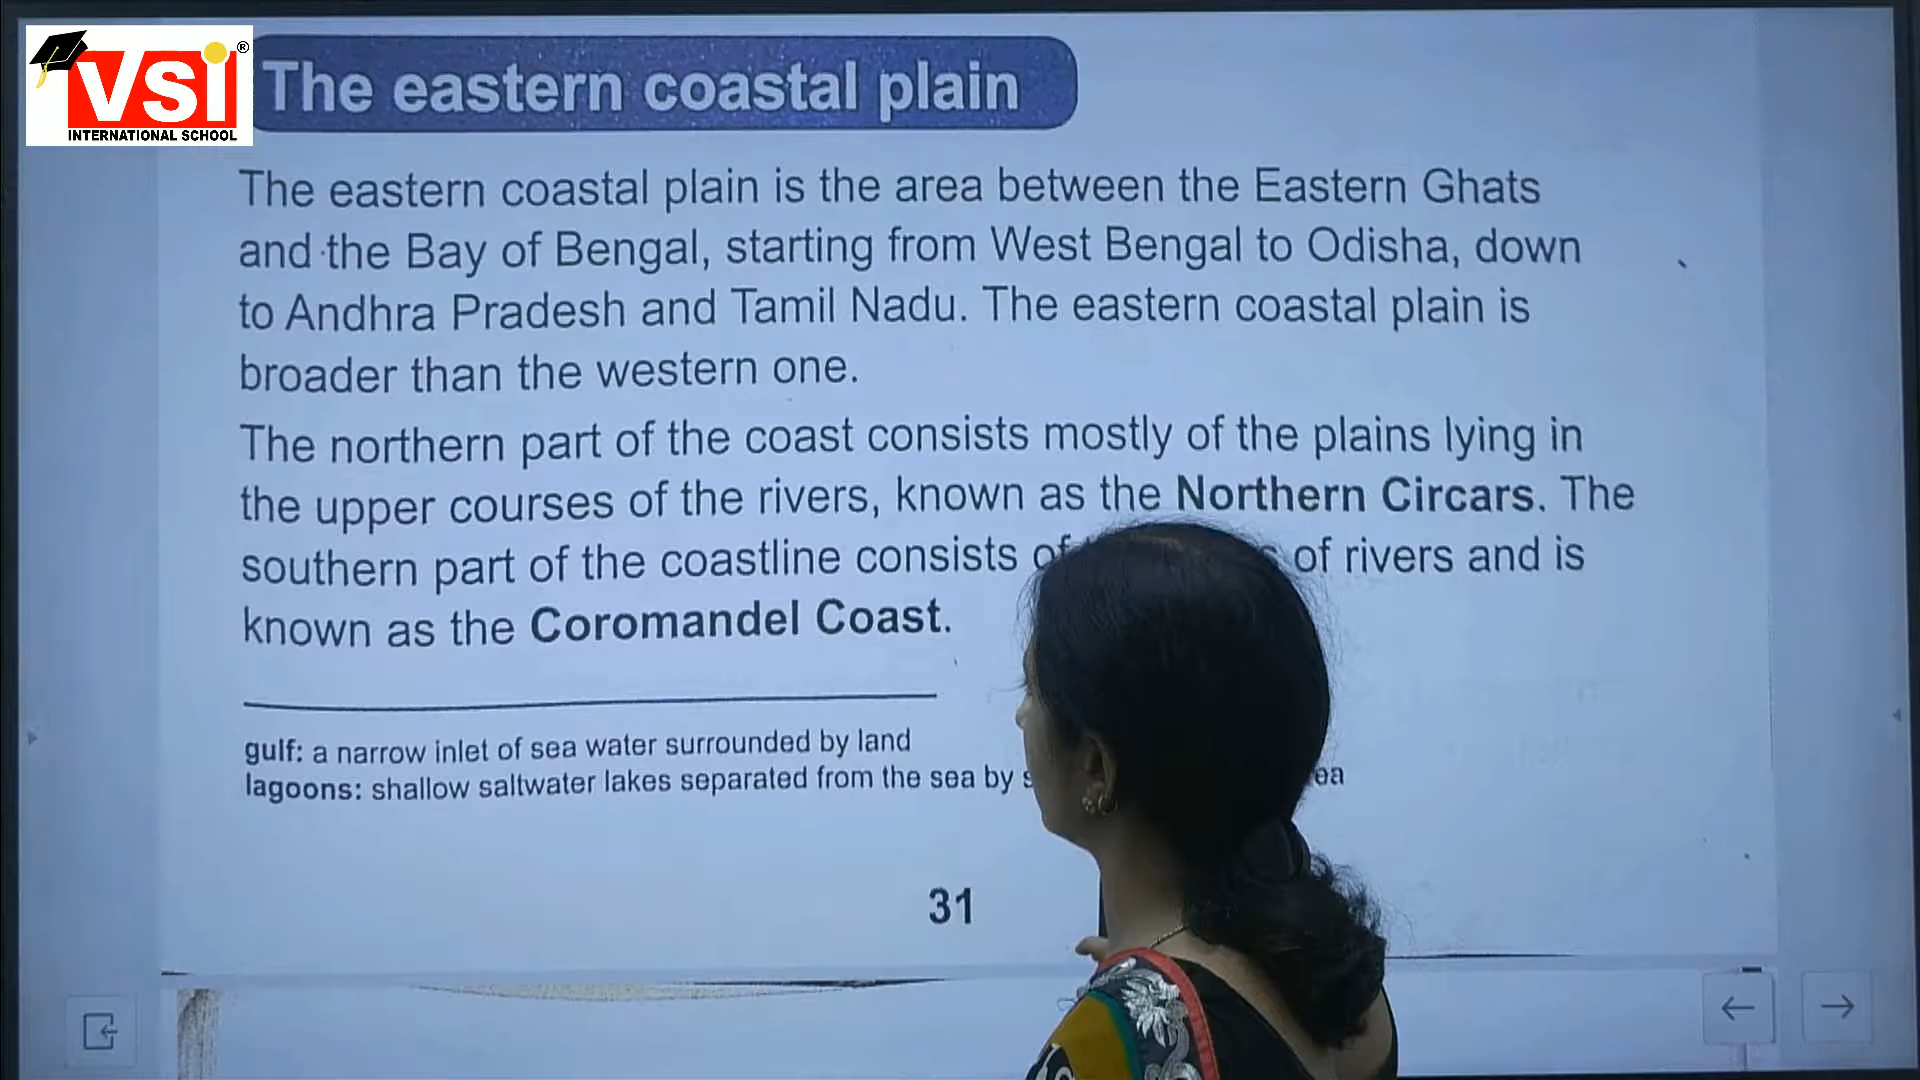 VSI ®
INTERNATIONAL SCHOOL
The eastern coastal plain
The eastern coastal plain is the area between the Eastern Ghats
and the Bay of Bengal, starting from West Bengal to Odisha, down
to Andhra Pradesh and Tamil Nadu. The eastern coastal plain is
broader than the western one.
The northern part of the coast consists mostly of the plains lying in
the upper courses of the rivers, known as the Northern Circars. The
southern part of the coastline consists of of rivers and is
known as the Coromandel Coast.
gulf: a narrow inlet of sea water surrounded by land
lagoons: shallow saltwater lakes separated from the sea by
31